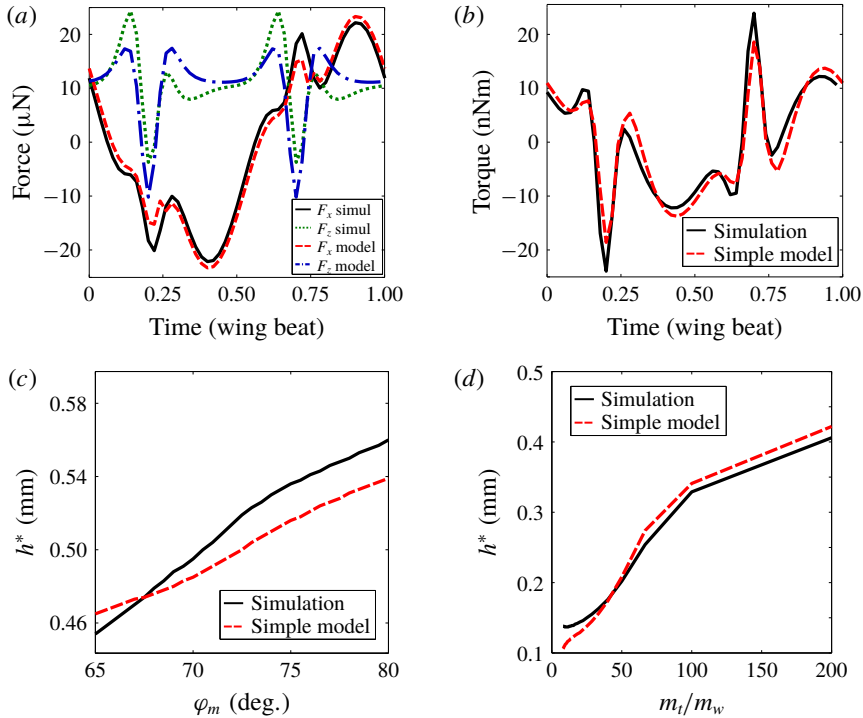 (a)
Force (μN)
20
10
0
−10
−20
F_x simul
F_z simul
F_x model
F_z model
0
0.25
0.50
0.75
1.00
Time (wing beat)
(b)
Torque (nNm)
20
10
0
−10
−20
Simulation
Simple model
0
0.25
0.50
0.75
1.00
Time (wing beat)
(c)
h* (mm)
0.58
0.54
0.50
0.46
Simulation
Simple model
65
70
75
80
φ_m (deg.)
(d)
h* (mm)
0.5
0.4
0.3
0.2
0.1
Simulation
Simple model
0
50
100
150
200
m_t/m_w